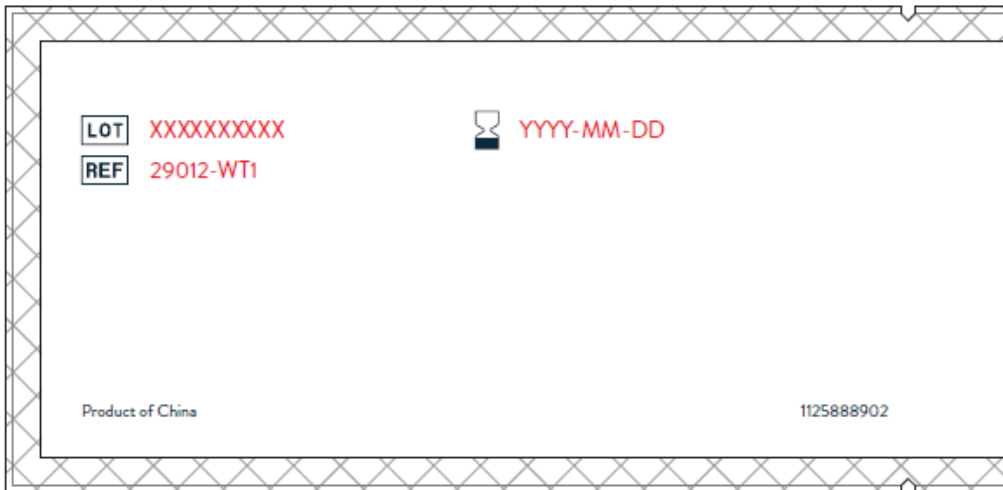 LOT XXXXXXXXXX YYYY-MM-DD
REF 29012-WT1
Product of China 1125888902